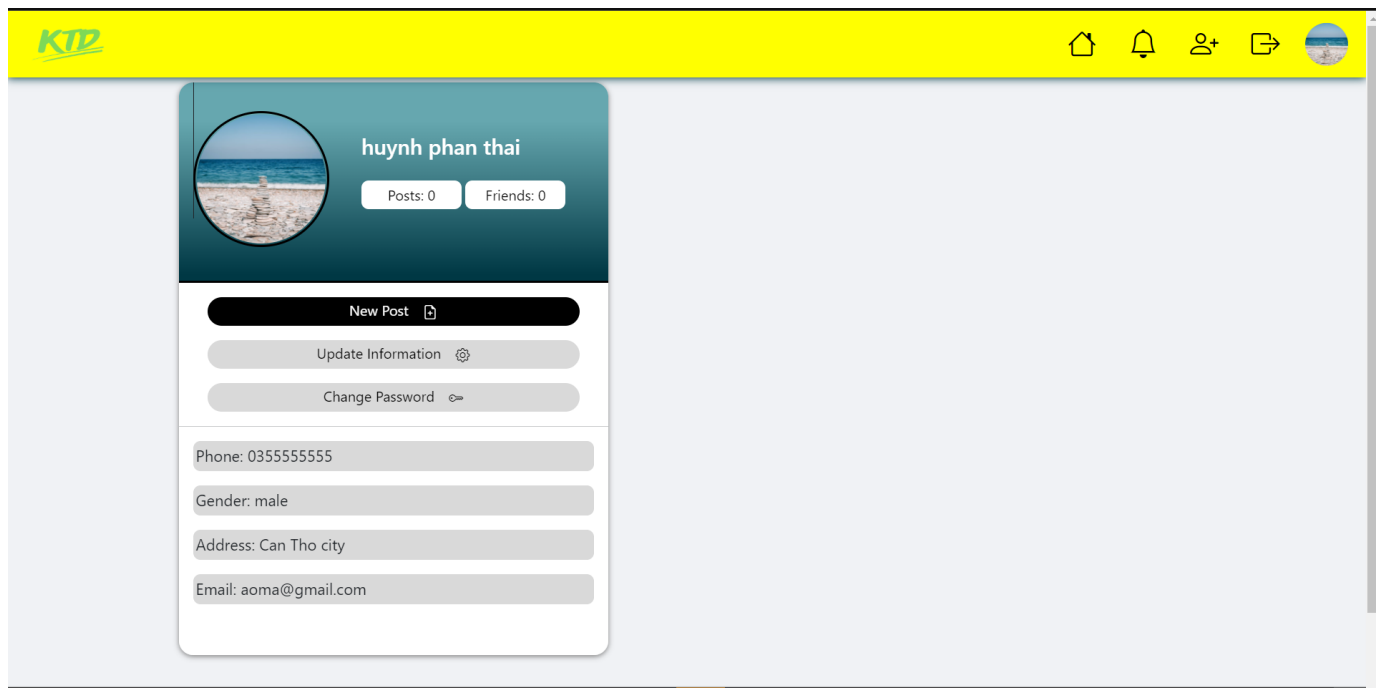 KTD
huynh phan thai
Posts: 0 Friends: 0
New Post
Update Information
Change Password
Phone: 0355555555
Gender: male
Address: Can Tho city
Email: aoma@gmail.com